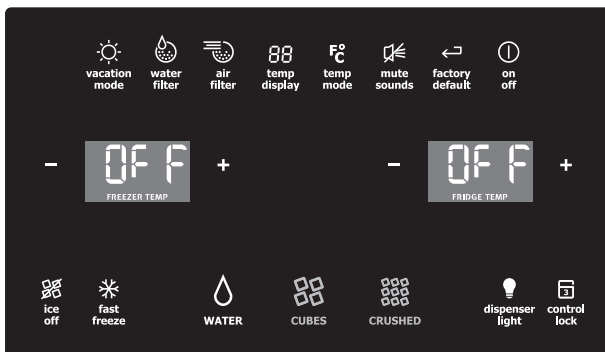 88 F°C
vacation mode
water filter
air filter
temp display
temp mode
mute sounds
factory default
on off
- OFF + - OFF +
FREEZER TEMP FRIDGE TEMP
3
ice off
fast freeze
WATER
CUBES
CRUSHED
dispenser light
control lock